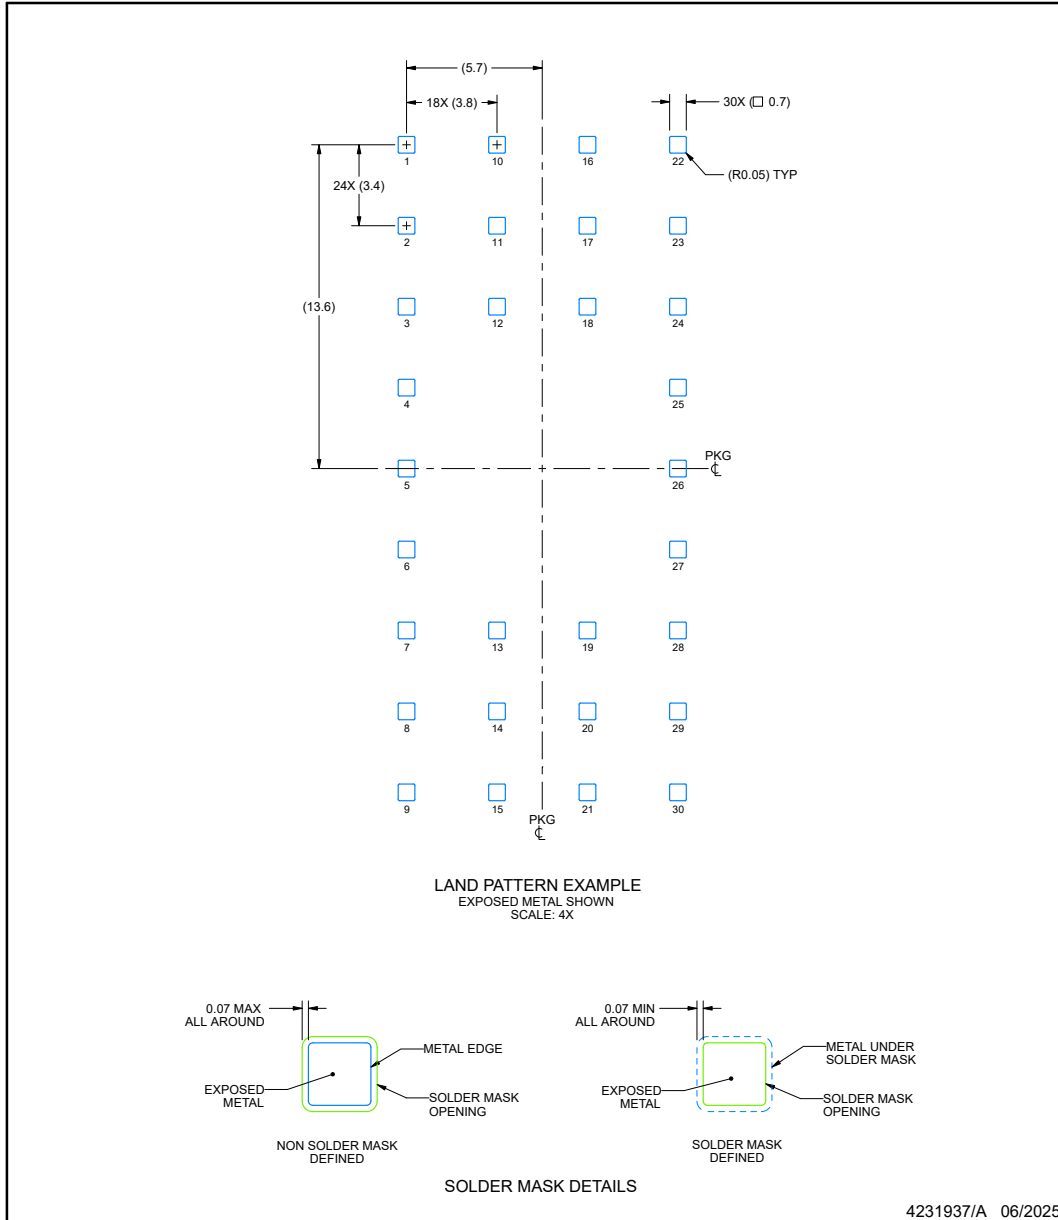 (5.7)
18X (3.8)
30X (□ 0.7)
1
10
16
22
(R0.05) TYP
24X (3.4)
2
11
17
23
(13.6)
3
12
18
24
4
25
PKG
℄
5
26
6
27
7
13
19
28
8
14
20
29
9
15
21
30
PKG
℄
LAND PATTERN EXAMPLE
EXPOSED METAL SHOWN
SCALE: 4X
0.07 MAX
ALL AROUND
METAL EDGE
EXPOSED
METAL
SOLDER MASK
OPENING
NON SOLDER MASK
DEFINED
0.07 MIN
ALL AROUND
METAL UNDER
SOLDER MASK
EXPOSED
METAL
SOLDER MASK
OPENING
SOLDER MASK
DEFINED
SOLDER MASK DETAILS
4231937/A 06/2025